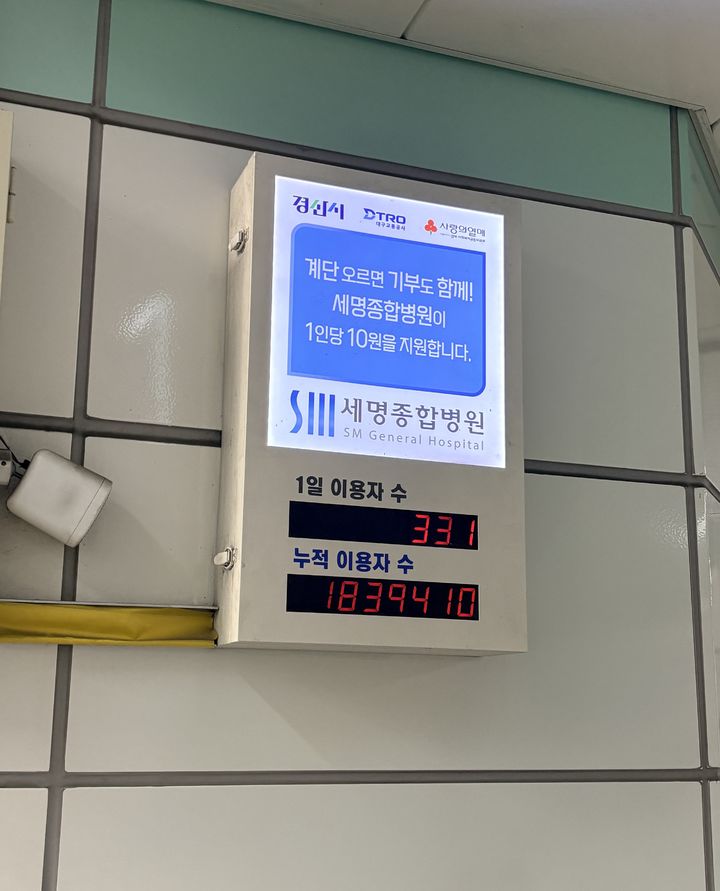 경산시 DTRO 사랑의열매
대구교통공사
계단 오르면 기부도 함께!
세명종합병원이
1인당 10원을 지원합니다.
SM 세명종합병원
SM General Hospital
1일 이용자 수
331
누적 이용자 수
1839410